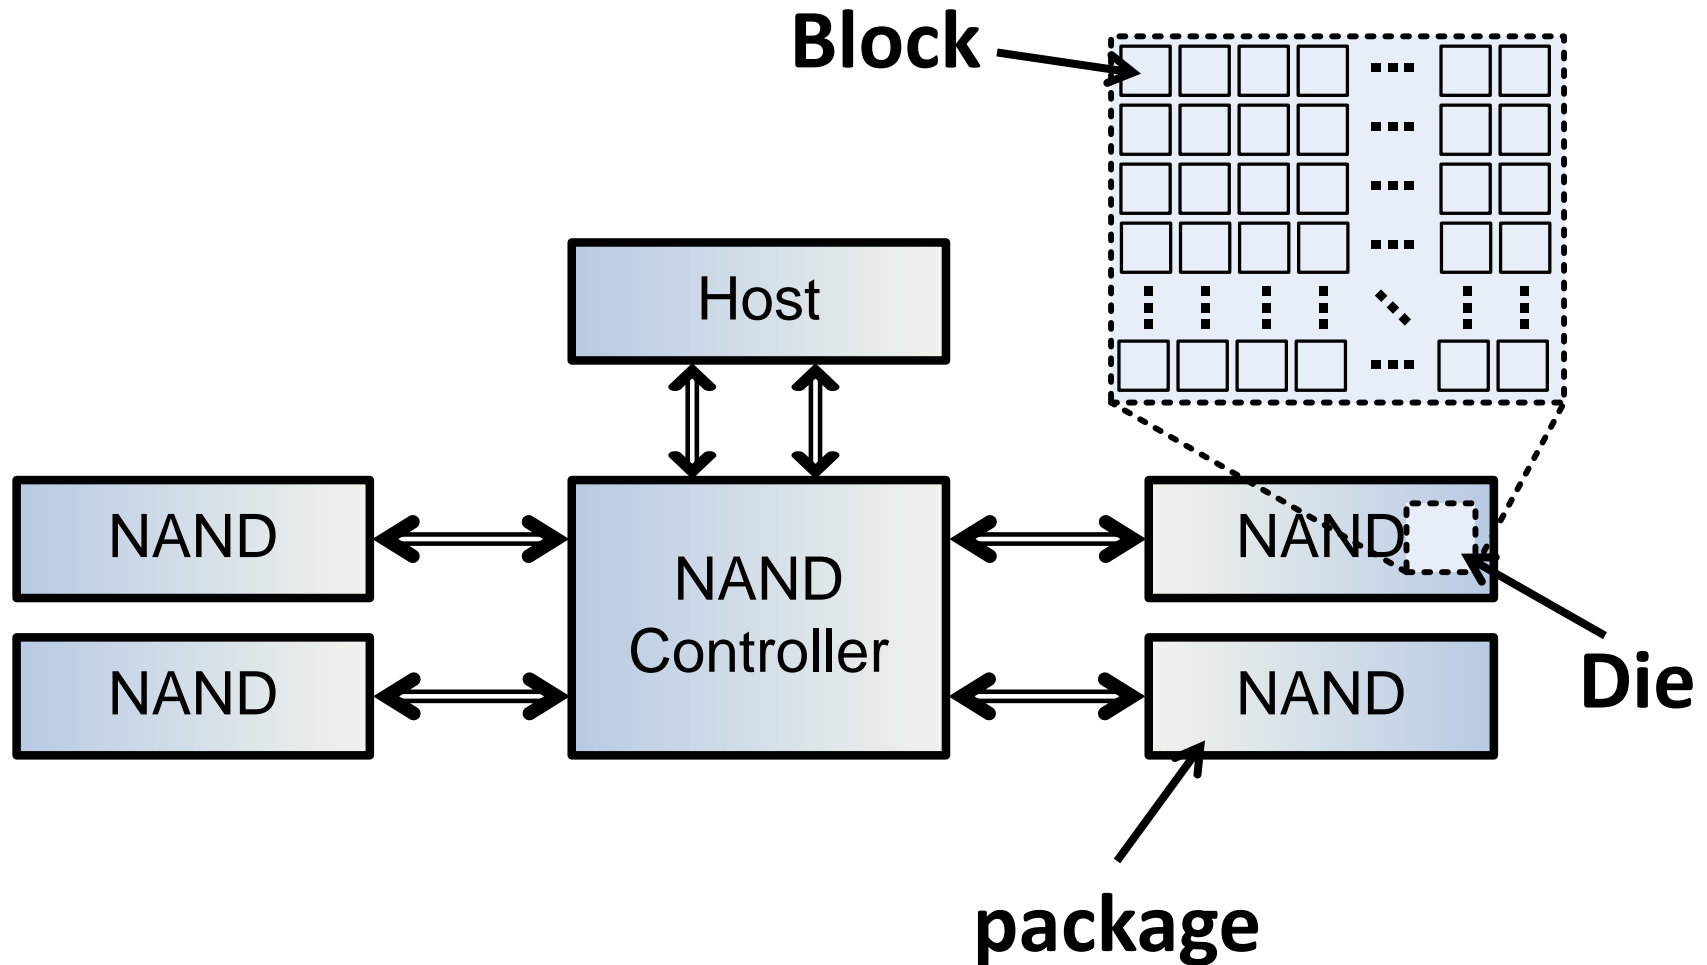 Block
Host
NAND
NAND
Controller
NAND
NAND
NAND
Die
package